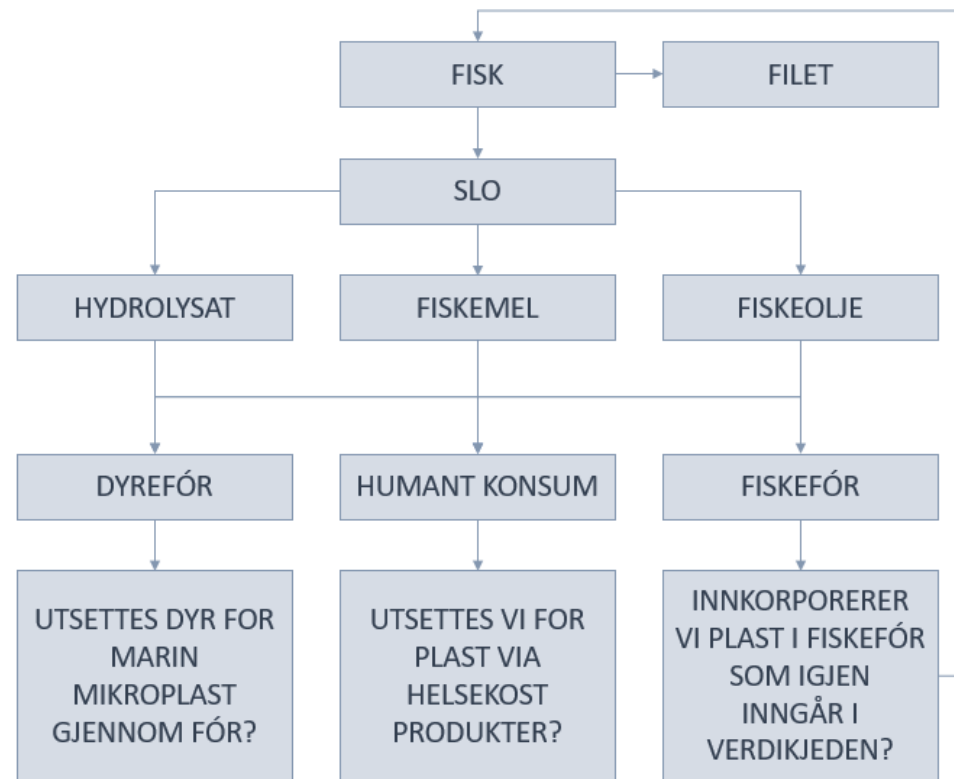 FISK
FILET
SLO
HYDROLYSAT
FISKEMEL
FISKEOLJE
DYREFÓR
HUMANT KONSUM
FISKEFÓR
UTSETTES DYR FOR
MARIN
MIKROPLAST
GJENNOM FÓR?
UTSETTES VI FOR
PLAST VIA
HELSEKOST
PRODUKTER?
INNKORPORERER
VI PLAST I FISKEFÓR
SOM IGJEN
INNGÅR I
VERDIKJEDEN?